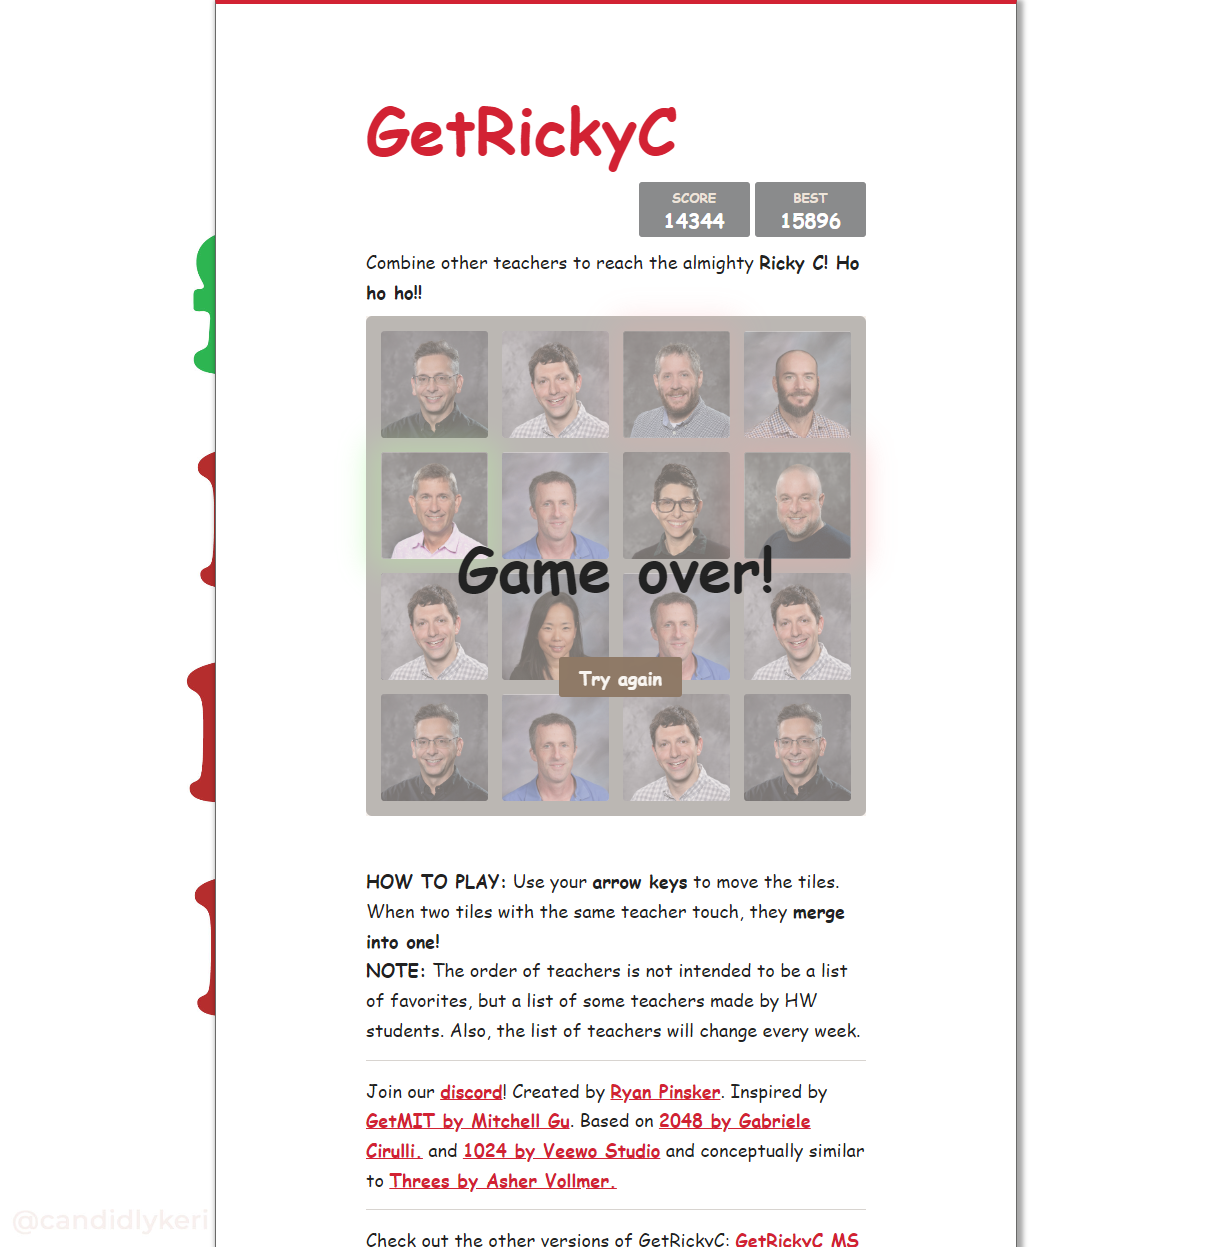 GetRickyC
SCORE BEST
14344 15896
Combine other teachers to reach the almighty Ricky C! Ho
ho ho!!
Game over!
Try again
HOW TO PLAY: Use your arrow keys to move the tiles.
When two tiles with the same teacher touch, they merge
into one!
NOTE: The order of teachers is not intended to be a list
of favorites, but a list of some teachers made by HW
students. Also, the list of teachers will change every week.
Join our discord! Created by Ryan Pinsker. Inspired by
GetMIT by Mitchell Gu. Based on 2048 by Gabriele
Cirulli. and 1024 by Veewo Studio and conceptually similar
to Threes by Asher Vollmer.
@candidlykeri
Check out the other versions of GetRickyC: GetRickyC MS